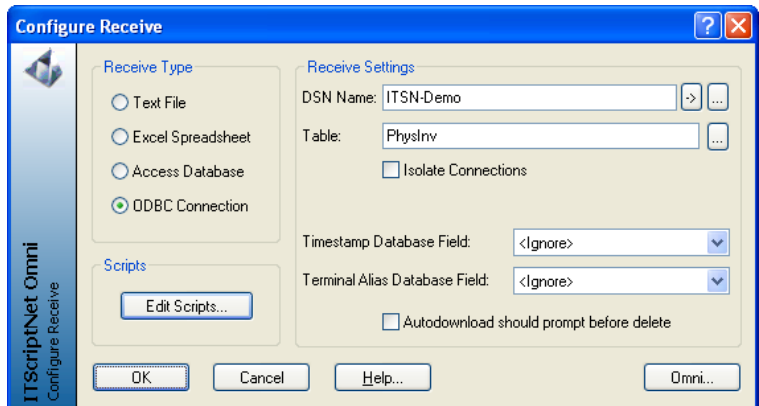 Configure Receive
Receive Type
Text File
Excel Spreadsheet
Access Database
ODBC Connection
Scripts
Edit Scripts...
Receive Settings
DSN Name: ITSN-Demo -> ...
Table: PhysInv ...
Isolate Connections
Timestamp Database Field: <Ignore>
Terminal Alias Database Field: <Ignore>
Autodownload should prompt before delete
OK Cancel Help... Omni...
ITScriptNet Omni
Configure Receive